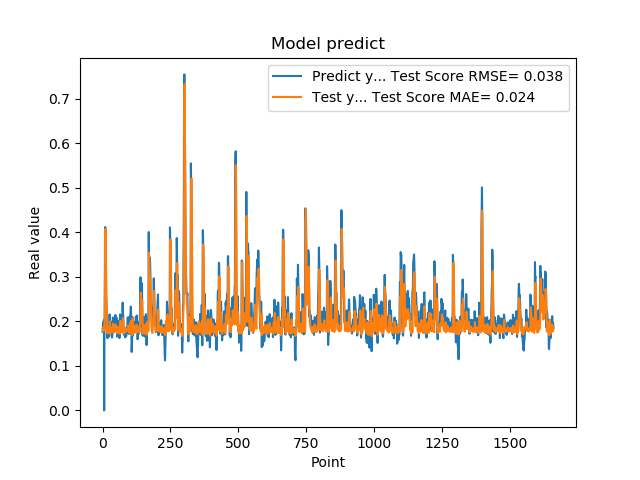 Model predict
Predict y... Test Score RMSE= 0.038
Test y... Test Score MAE= 0.024
Real value
0.7
0.6
0.5
0.4
0.3
0.2
0.1
0.0
0 250 500 750 1000 1250 1500
Point